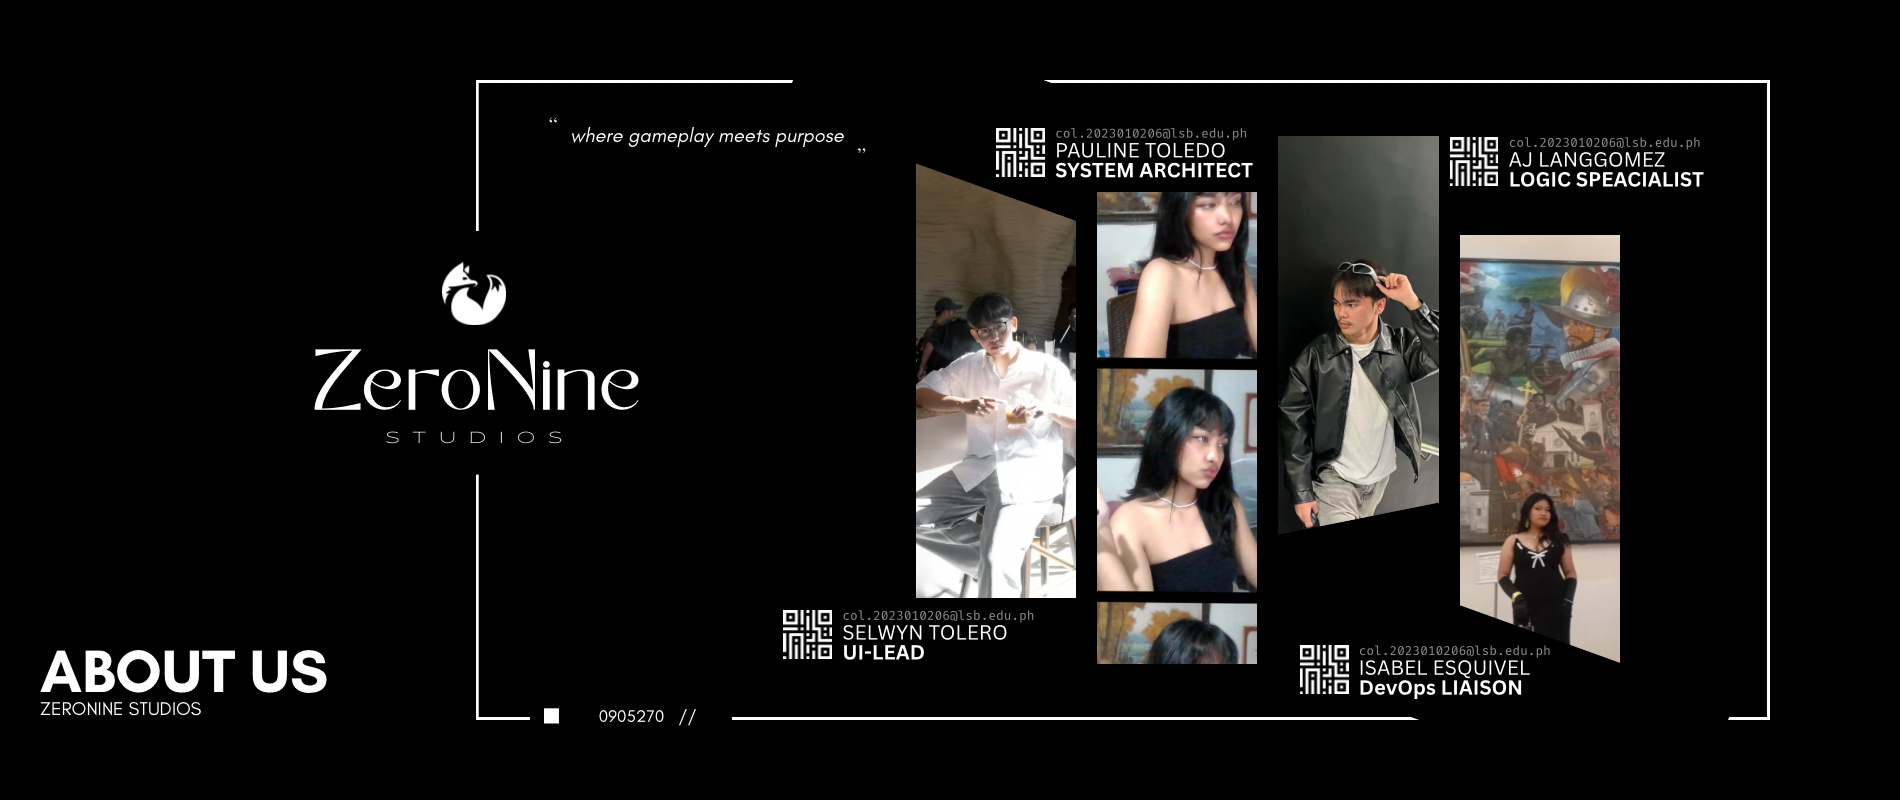 “ where gameplay meets purpose ”
ZeroNine
STUDIOS
ABOUT US
ZERONINE STUDIOS
0905270 //
col.2023010206@lsb.edu.ph
SELWYN TOLERO
UI-LEAD
col.2023010206@lsb.edu.ph
PAULINE TOLEDO
SYSTEM ARCHITECT
col.2023010206@lsb.edu.ph
AJ LANGGOMEZ
LOGIC SPEACIALIST
col.2023010206@lsb.edu.ph
ISABEL ESQUIVEL
DevOps LIAISON